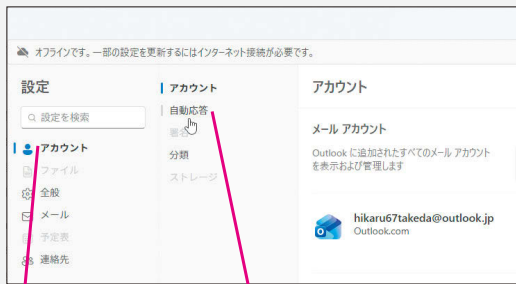 オフラインです。一部の設定を更新するにはインターネット接続が必要です。
設定
設定を検索
アカウント
ファイル
全般
メール
予定表
連絡先
アカウント
自動応答
署名
分類
ストレージ
アカウント
メール アカウント
Outlook に追加されたすべてのメール アカウント
を表示および管理します
hikaru67takeda@outlook.jp
Outlook.com